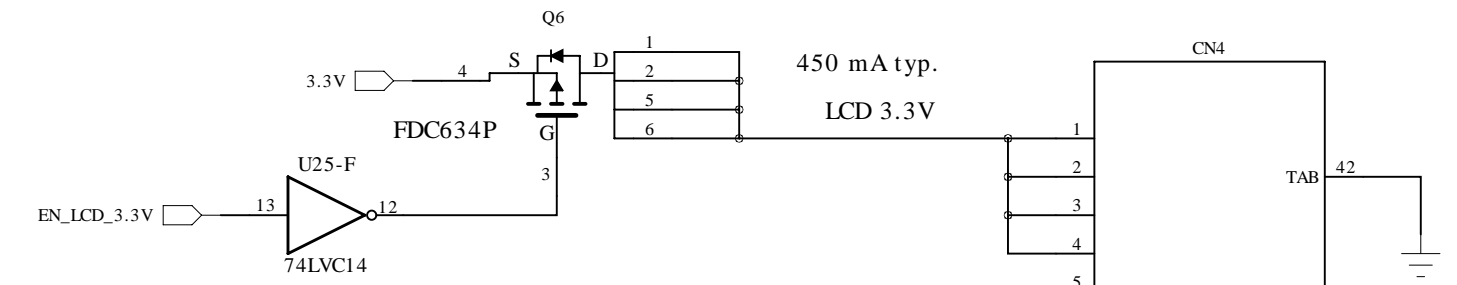 Q6
CN4
S
D
1
450 mA typ.
3.3V
4
2
5
LCD 3.3V
FDC634P
G
6
1
U25-F
3
2
TAB
42
EN_LCD_3.3V
13
12
3
4
74LVC14
5